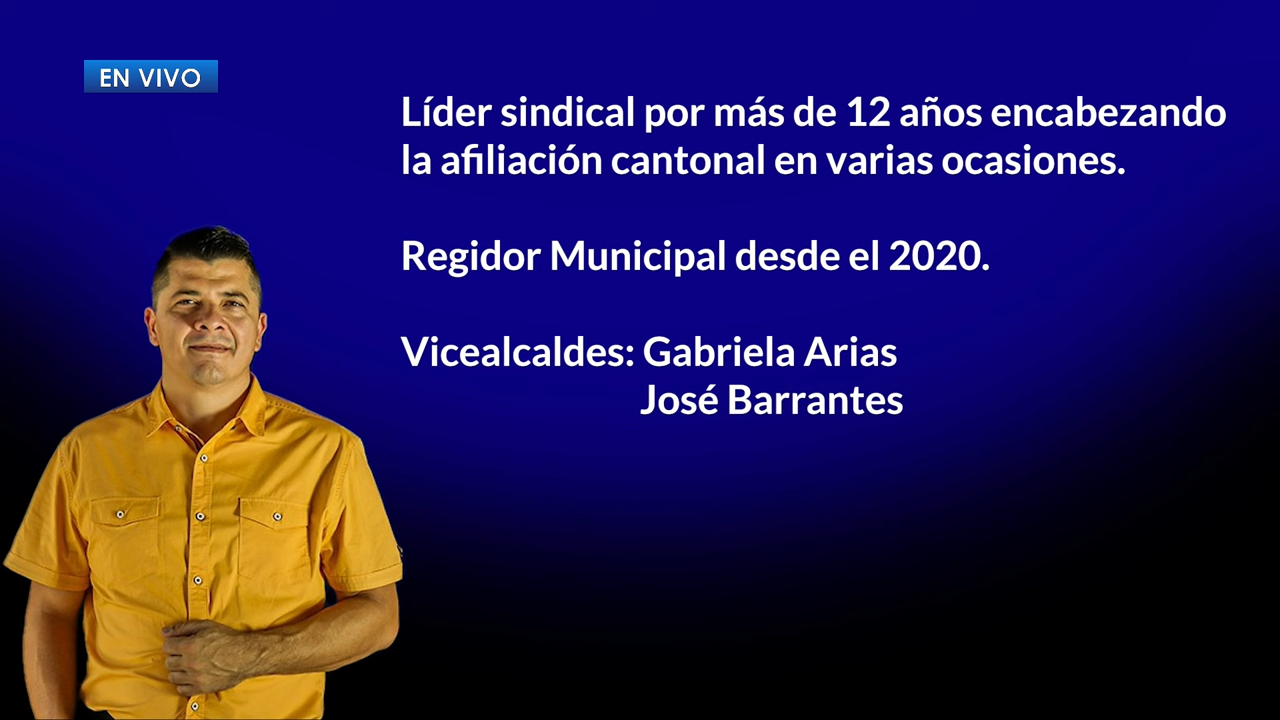 EN VIVO
Líder sindical por más de 12 años encabezando
la afiliación cantonal en varias ocasiones.
Regidor Municipal desde el 2020.
Vicealcaldes: Gabriela Arias
José Barrantes